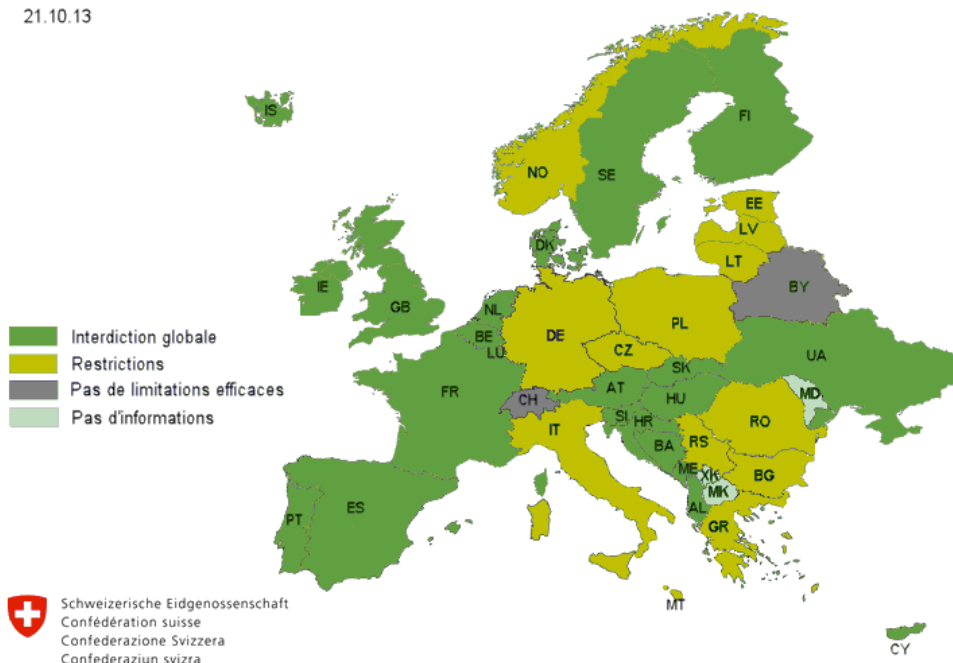 21.10.13
IS
FI
NO
SE
EE
LV
DK
LT
IE
BY
GB
NL
DE
PL
BE
LU
CZ
UA
SK
FR
AT
MD
CH
HU
SI
HR
RO
IT
BA
RS
ME
XK
BG
MK
PT
ES
AL
GR
MT
CY
Interdiction globale
Restrictions
Pas de limitations efficaces
Pas d'informations
Schweizerische Eidgenossenschaft
Confédération suisse
Confederazione Svizzera
Confederaziun svizra